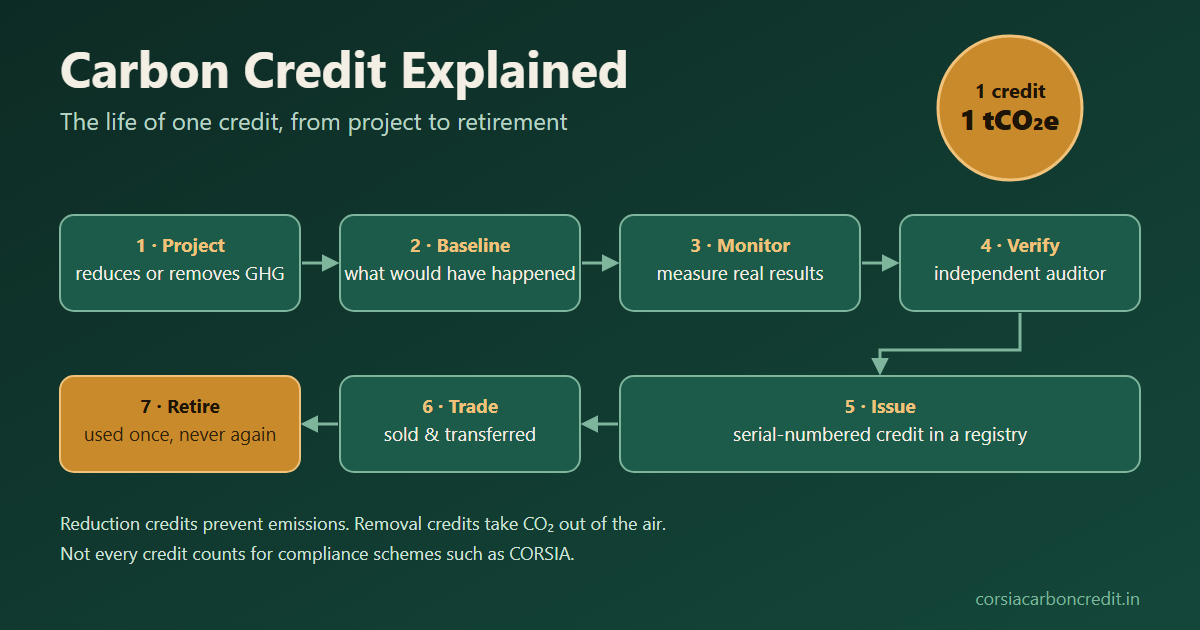 Carbon Credit Explained
The life of one credit, from project to retirement
1 credit
1 tCO₂e
1 · Project
reduces or removes GHG
2 · Baseline
what would have happened
3 · Monitor
measure real results
4 · Verify
independent auditor
5 · Issue
serial-numbered credit in a registry
6 · Trade
sold & transferred
7 · Retire
used once, never again
Reduction credits prevent emissions. Removal credits take CO₂ out of the air.
Not every credit counts for compliance schemes such as CORSIA.
corsiacarboncredit.in